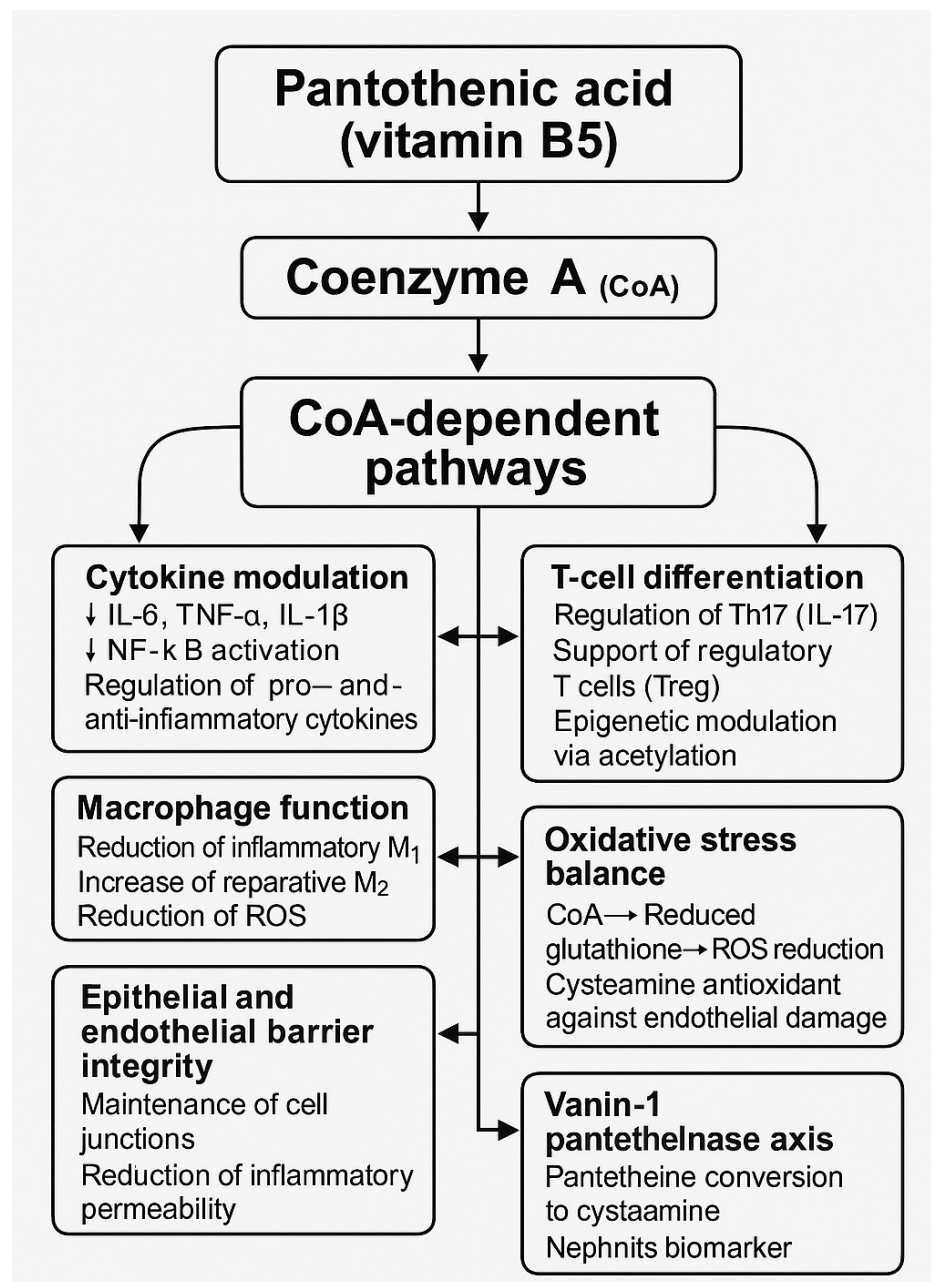 Pantothenic acid
(vitamin B5)
Coenzyme A (CoA)
CoA-dependent
pathways
Cytokine modulation
↓ IL-6, TNF-α, IL-1β
↓ NF-k B activation
Regulation of pro— and-
anti-infiammatory cytokines
T-cell differentiation
Regulation of Th17 (IL-17)
Support of regulatory
T cells (Treg)
Epigenetic modulation
via acetylation
Macrophage function
Reduction of inflammatory M₁
Increase of reparative M₂
Reduction of ROS
Oxidative stress
balance
CoA→ Reduced
glutathione→ ROS reduction
Cysteamine antioxidant
against endothelial damage
Epithelial and
endothelial barrier
integrity
Maintenance of cell
junctions
Reduction of inflammatory
permeability
Vanin-1
pantethelnase axis
Pantetheine conversion
to cystaamine
Nephnits biomarker